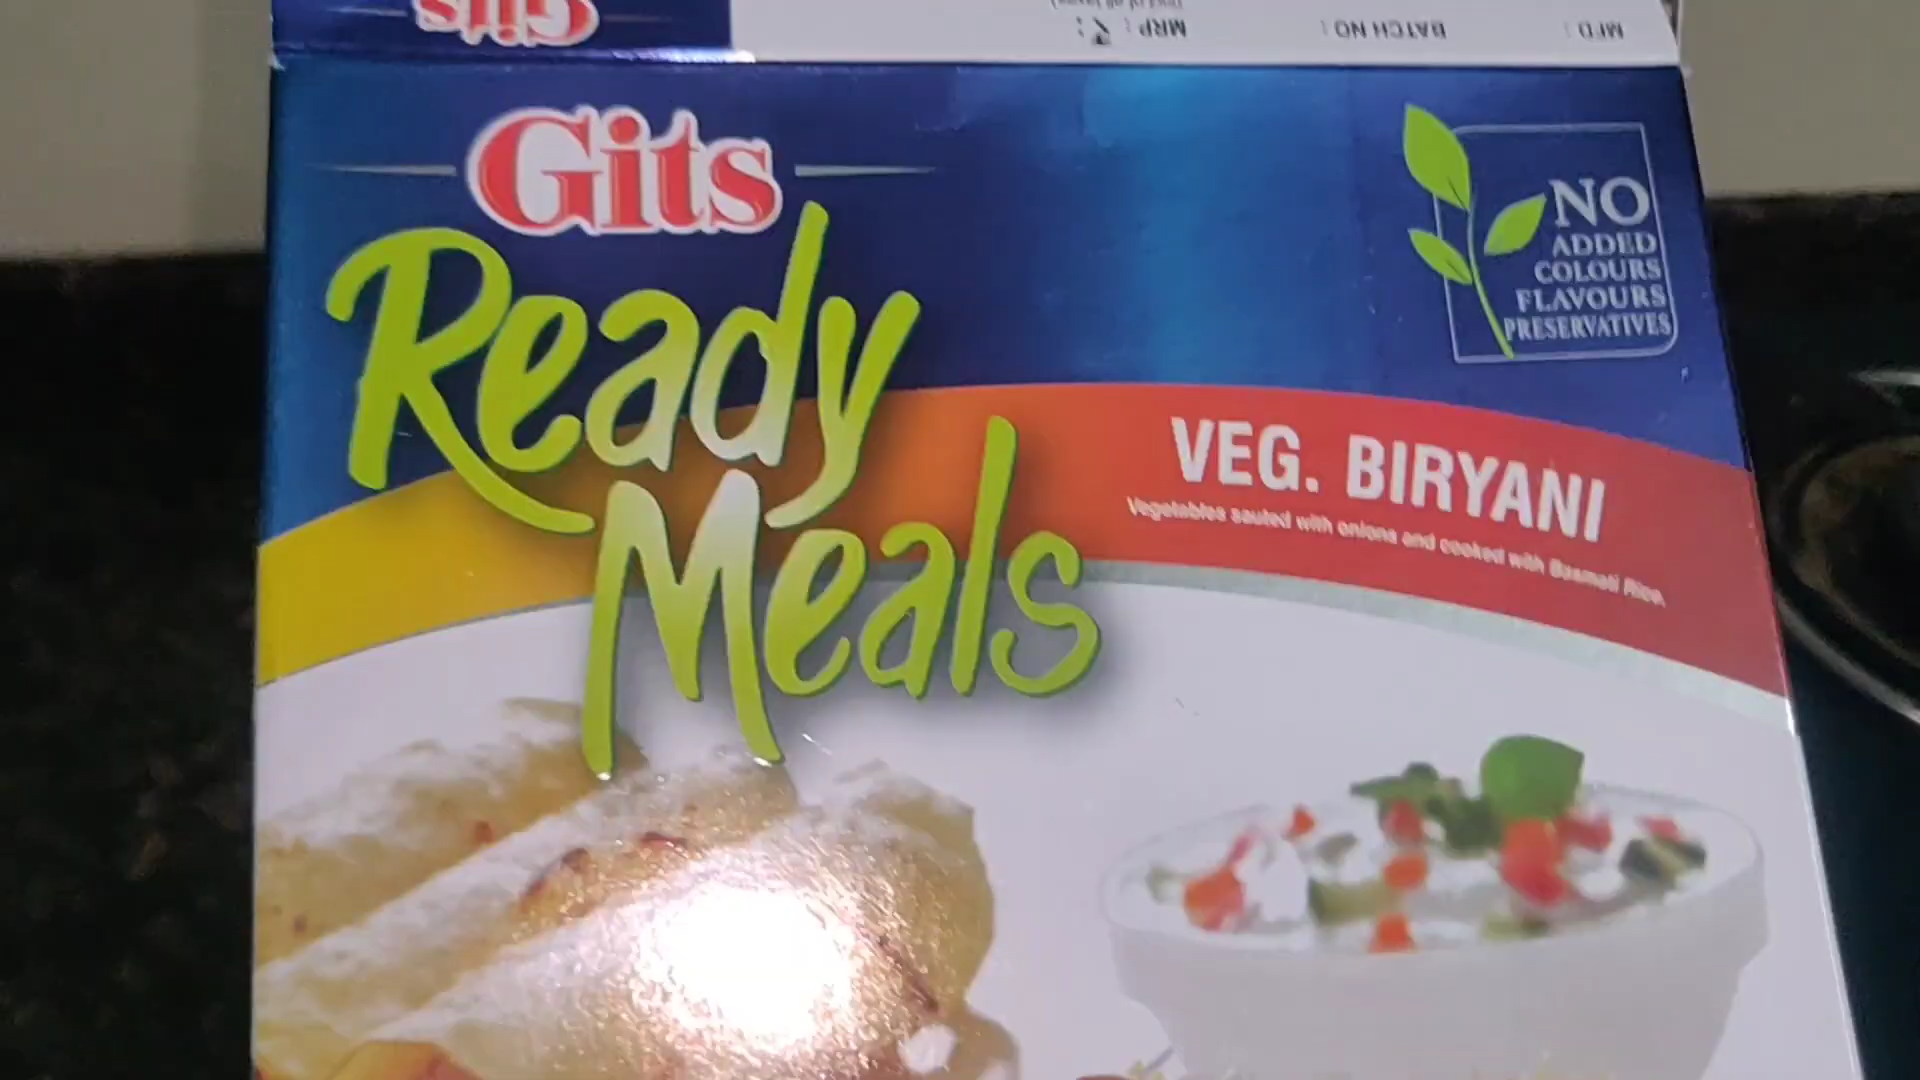 Gits
MRP : ₹ :
BATCH NO :
MFD :
Gits
Ready
Meals
NO
ADDED
COLOURS
FLAVOURS
PRESERVATIVES
VEG. BIRYANI
Vegetables sauted with onions and cooked with Basmati Rice.